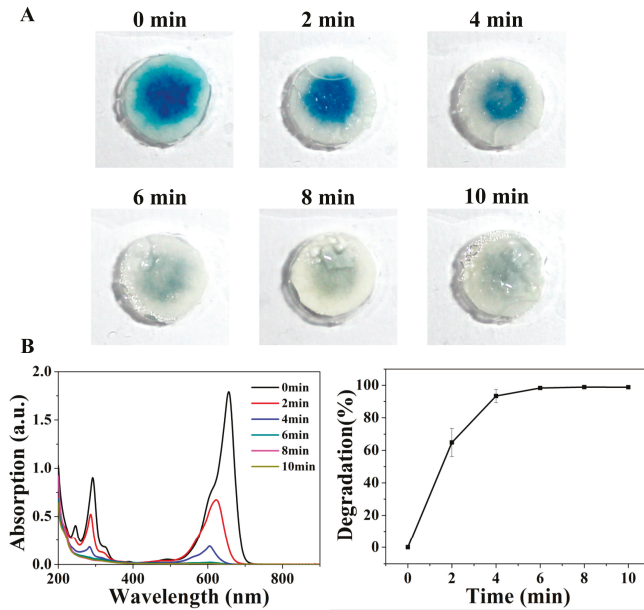 A
0 min
2 min
4 min
6 min
8 min
10 min
B
2.0
1.5
1.0
0.5
0.0
Absorption (a.u.)
0min
2min
4min
6min
8min
10min
200
400
600
800
Wavelength (nm)
Degradation(%)
100
80
60
40
20
0
0
2
4
6
8
10
Time (min)